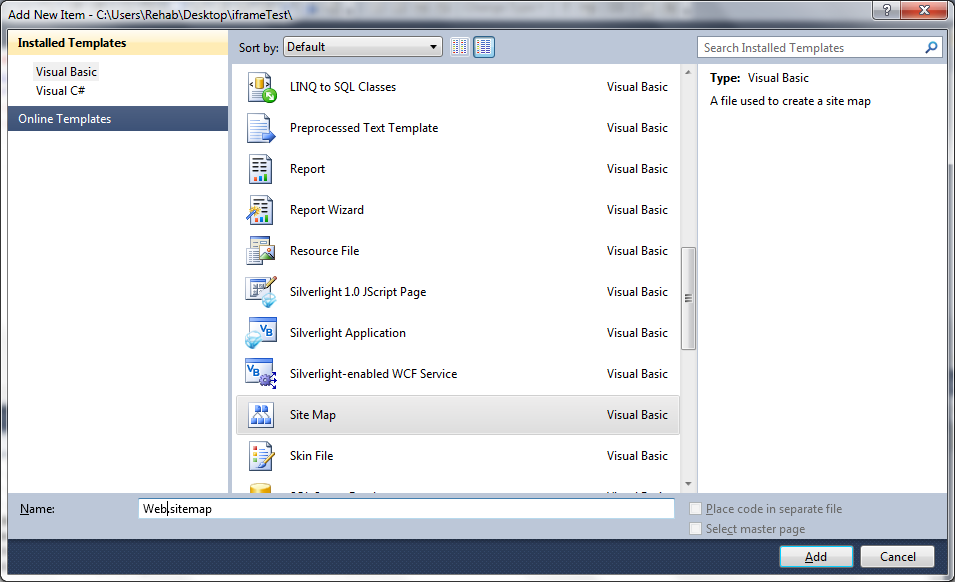 Add New Item - C:\Users\Rehab\Desktop\iframeTest\
Installed Templates
Visual Basic
Visual C#
Online Templates
Sort by: Default
Search Installed Templates
LINQ to SQL Classes Visual Basic
Preprocessed Text Template Visual Basic
Report Visual Basic
Report Wizard Visual Basic
Resource File Visual Basic
Silverlight 1.0 JScript Page Visual Basic
Silverlight Application Visual Basic
Silverlight-enabled WCF Service Visual Basic
Site Map Visual Basic
Skin File Visual Basic
Type: Visual Basic
A file used to create a site map
Name: Web.sitemap
Place code in separate file
Select master page
Add Cancel